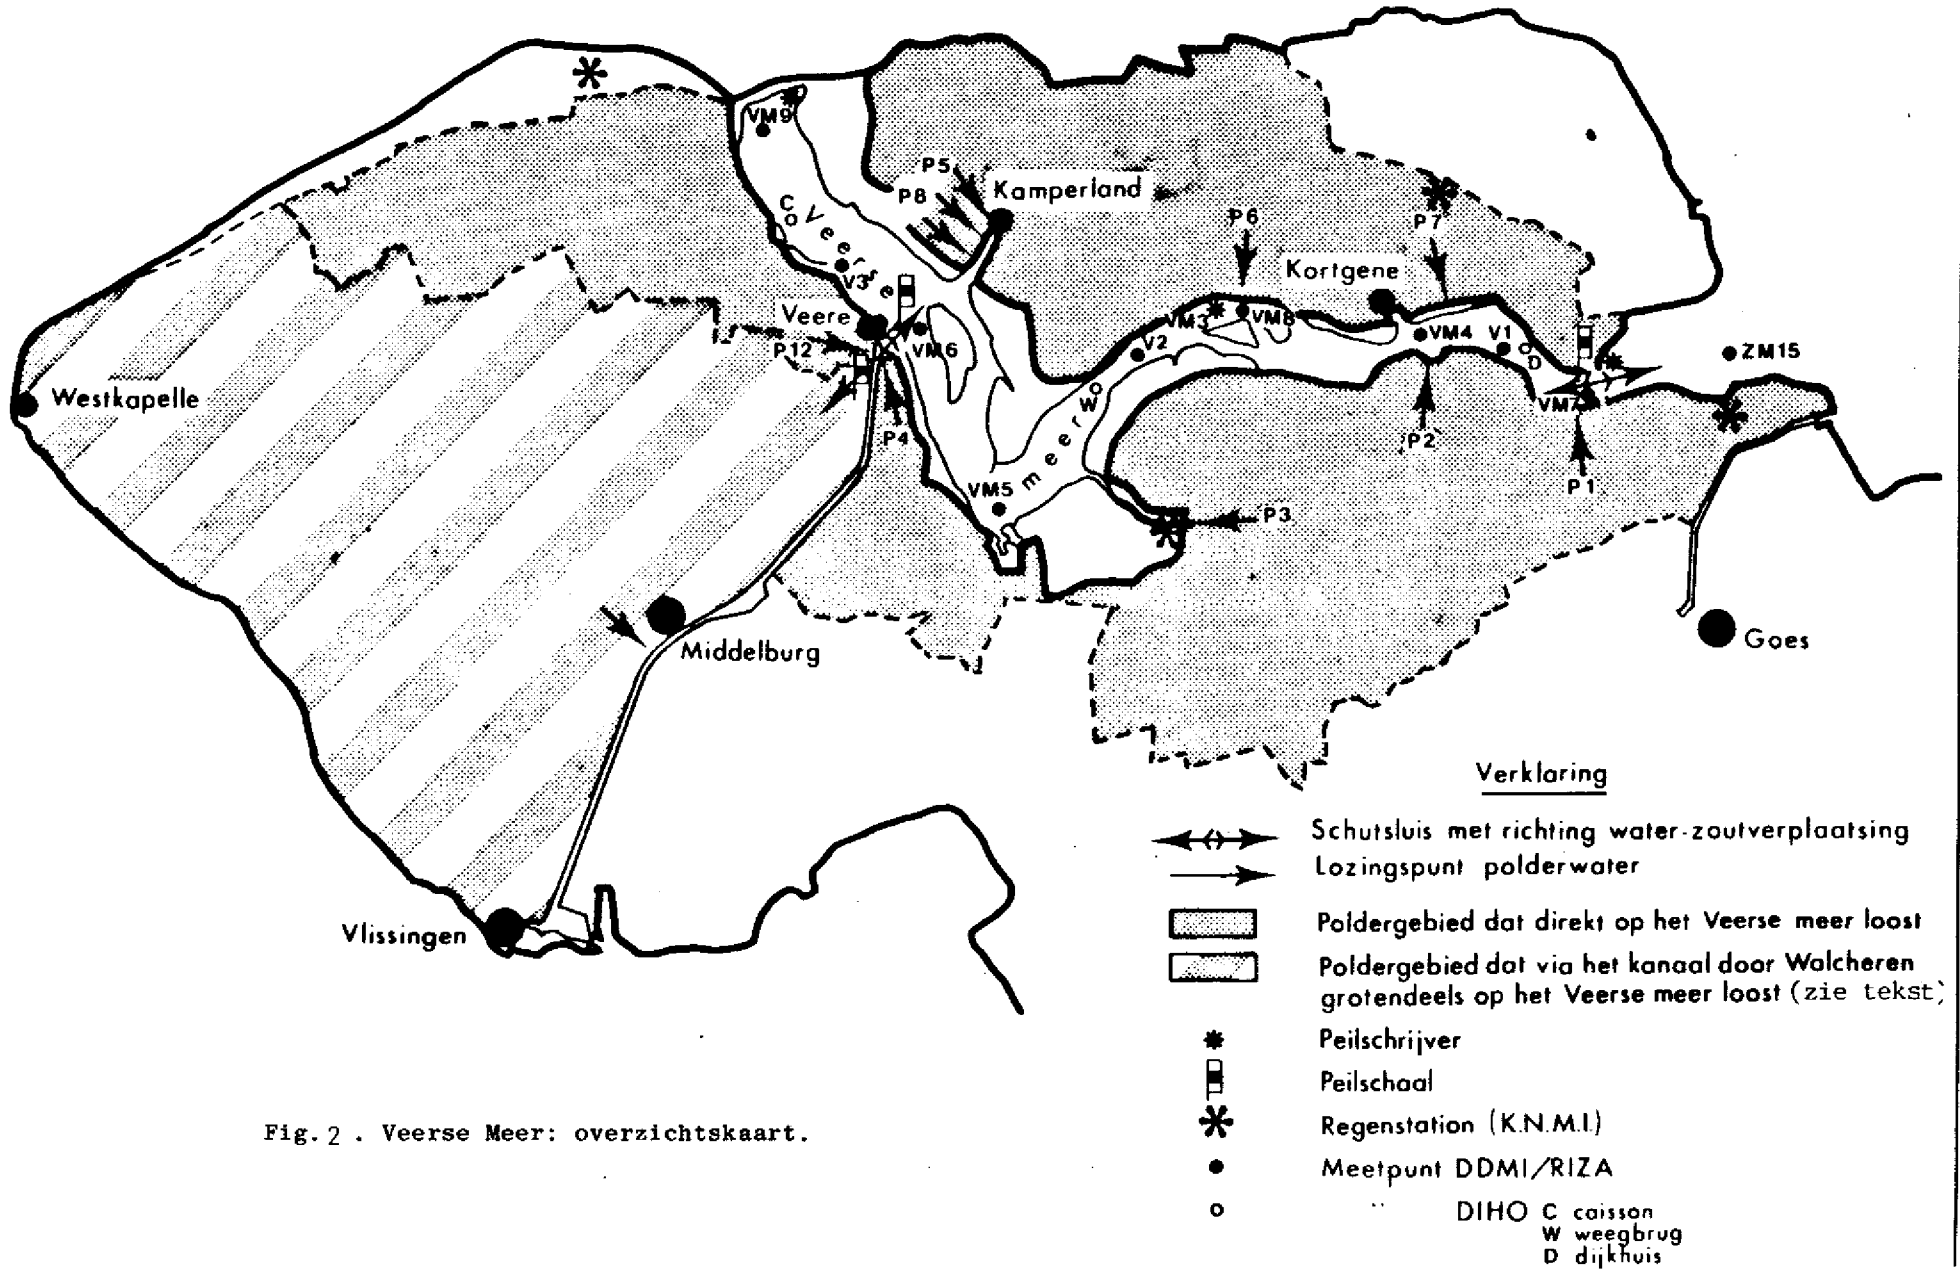 VM9
P5
Kamperland
P8
C
Veerse
P6
P7
Kortgene
V3
Veere
VM3
VM8
VM4
V1
P12
VM6
V2
D
ZM15
Westkapelle
W
VM7
P4
meer
P2
VM5
P1
P3
Middelburg
Goes
Vlissingen
Verklaring
Schutsluis met richting water-zoutverplaatsing
Lozingspunt polderwater
Poldergebied dat direkt op het Veerse meer loost
Poldergebied dat via het kanaal door Walcheren
grotendeels op het Veerse meer loost (zie tekst)
Peilschrijver
Peilschaal
Regenstation (K.N.M.I.)
Meetpunt DDMI/RIZA
" DIHO C caisson
W weegbrug
D dijkhuis
Fig. 2 . Veerse Meer: overzichtskaart.